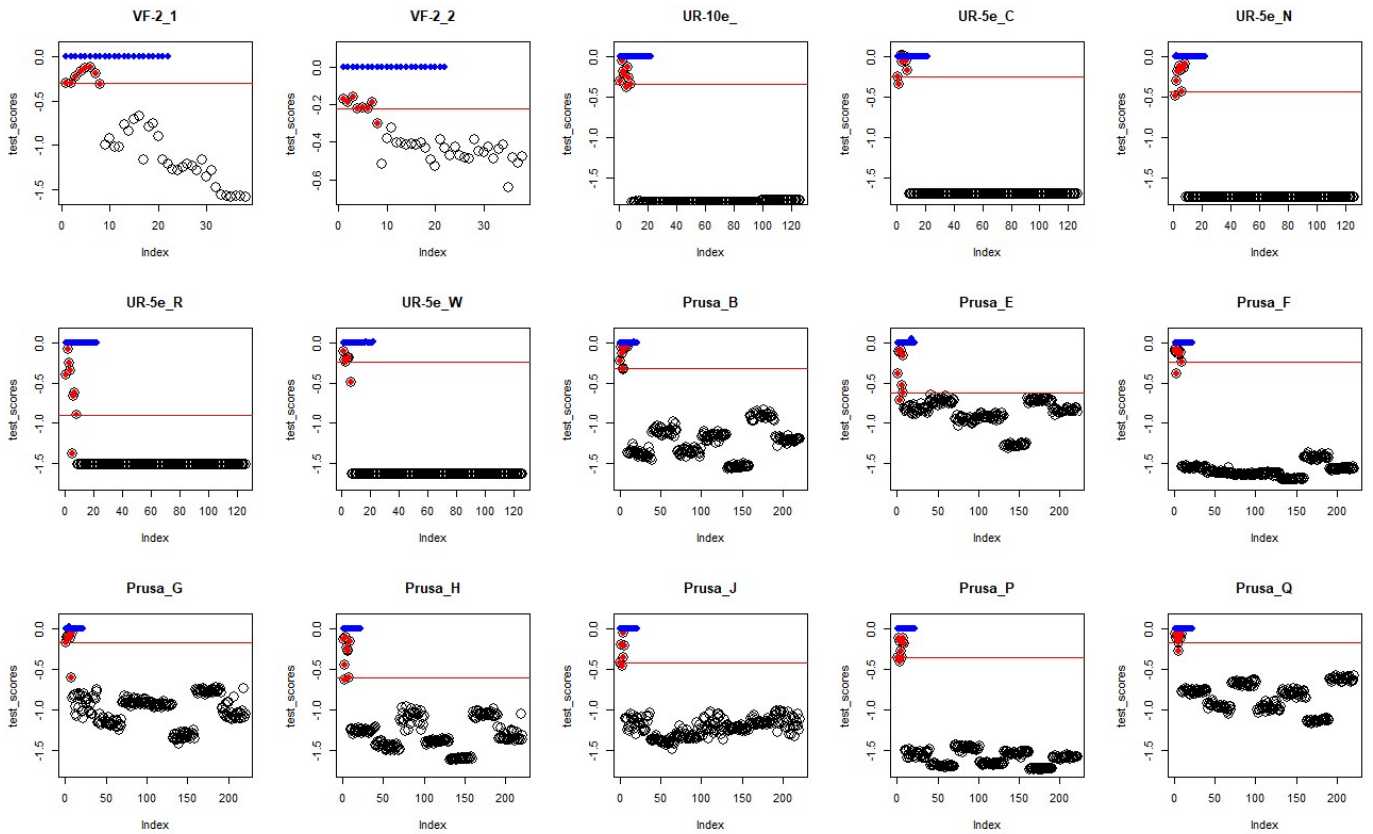 VF-2_1 VF-2_2 UR-10e_ UR-5e_C UR-5e_N
test_scores 0.0 -0.5 -1.0 -1.5 0 10 20 30 Index
test_scores 0.0 -0.2 -0.4 -0.6 0 10 20 30 Index
test_scores 0.0 -0.5 -1.5 0 20 40 60 80 100 120 Index
test_scores 0.0 -0.5 -1.5 0 20 40 60 80 100 120 Index
test_scores 0.0 -0.5 -1.5 0 20 40 60 80 100 120 Index
UR-5e_R UR-5e_W Prusa_B Prusa_E Prusa_F
test_scores 0.0 -0.5 -1.0 -1.5 0 20 40 60 80 100 120 Index
test_scores 0.0 -0.5 -1.0 -1.5 0 20 40 60 80 100 120 Index
test_scores 0.0 -0.5 -1.0 -1.5 0 50 100 150 200 Index
test_scores 0.0 -0.5 -1.0 -1.5 0 50 100 150 200 Index
test_scores 0.0 -0.5 -1.0 -1.5 0 50 100 150 200 Index
Prusa_G Prusa_H Prusa_J Prusa_P Prusa_Q
test_scores 0.0 -0.5 -1.0 -1.5 0 50 100 150 200 Index
test_scores 0.0 -0.5 -1.0 -1.5 0 50 100 150 200 Index
test_scores 0.0 -0.5 -1.0 -1.5 0 50 100 150 200 Index
test_scores 0.0 -0.5 -1.0 -1.5 0 50 100 150 200 Index
test_scores 0.0 -0.5 -1.0 -1.5 0 50 100 150 200 Index